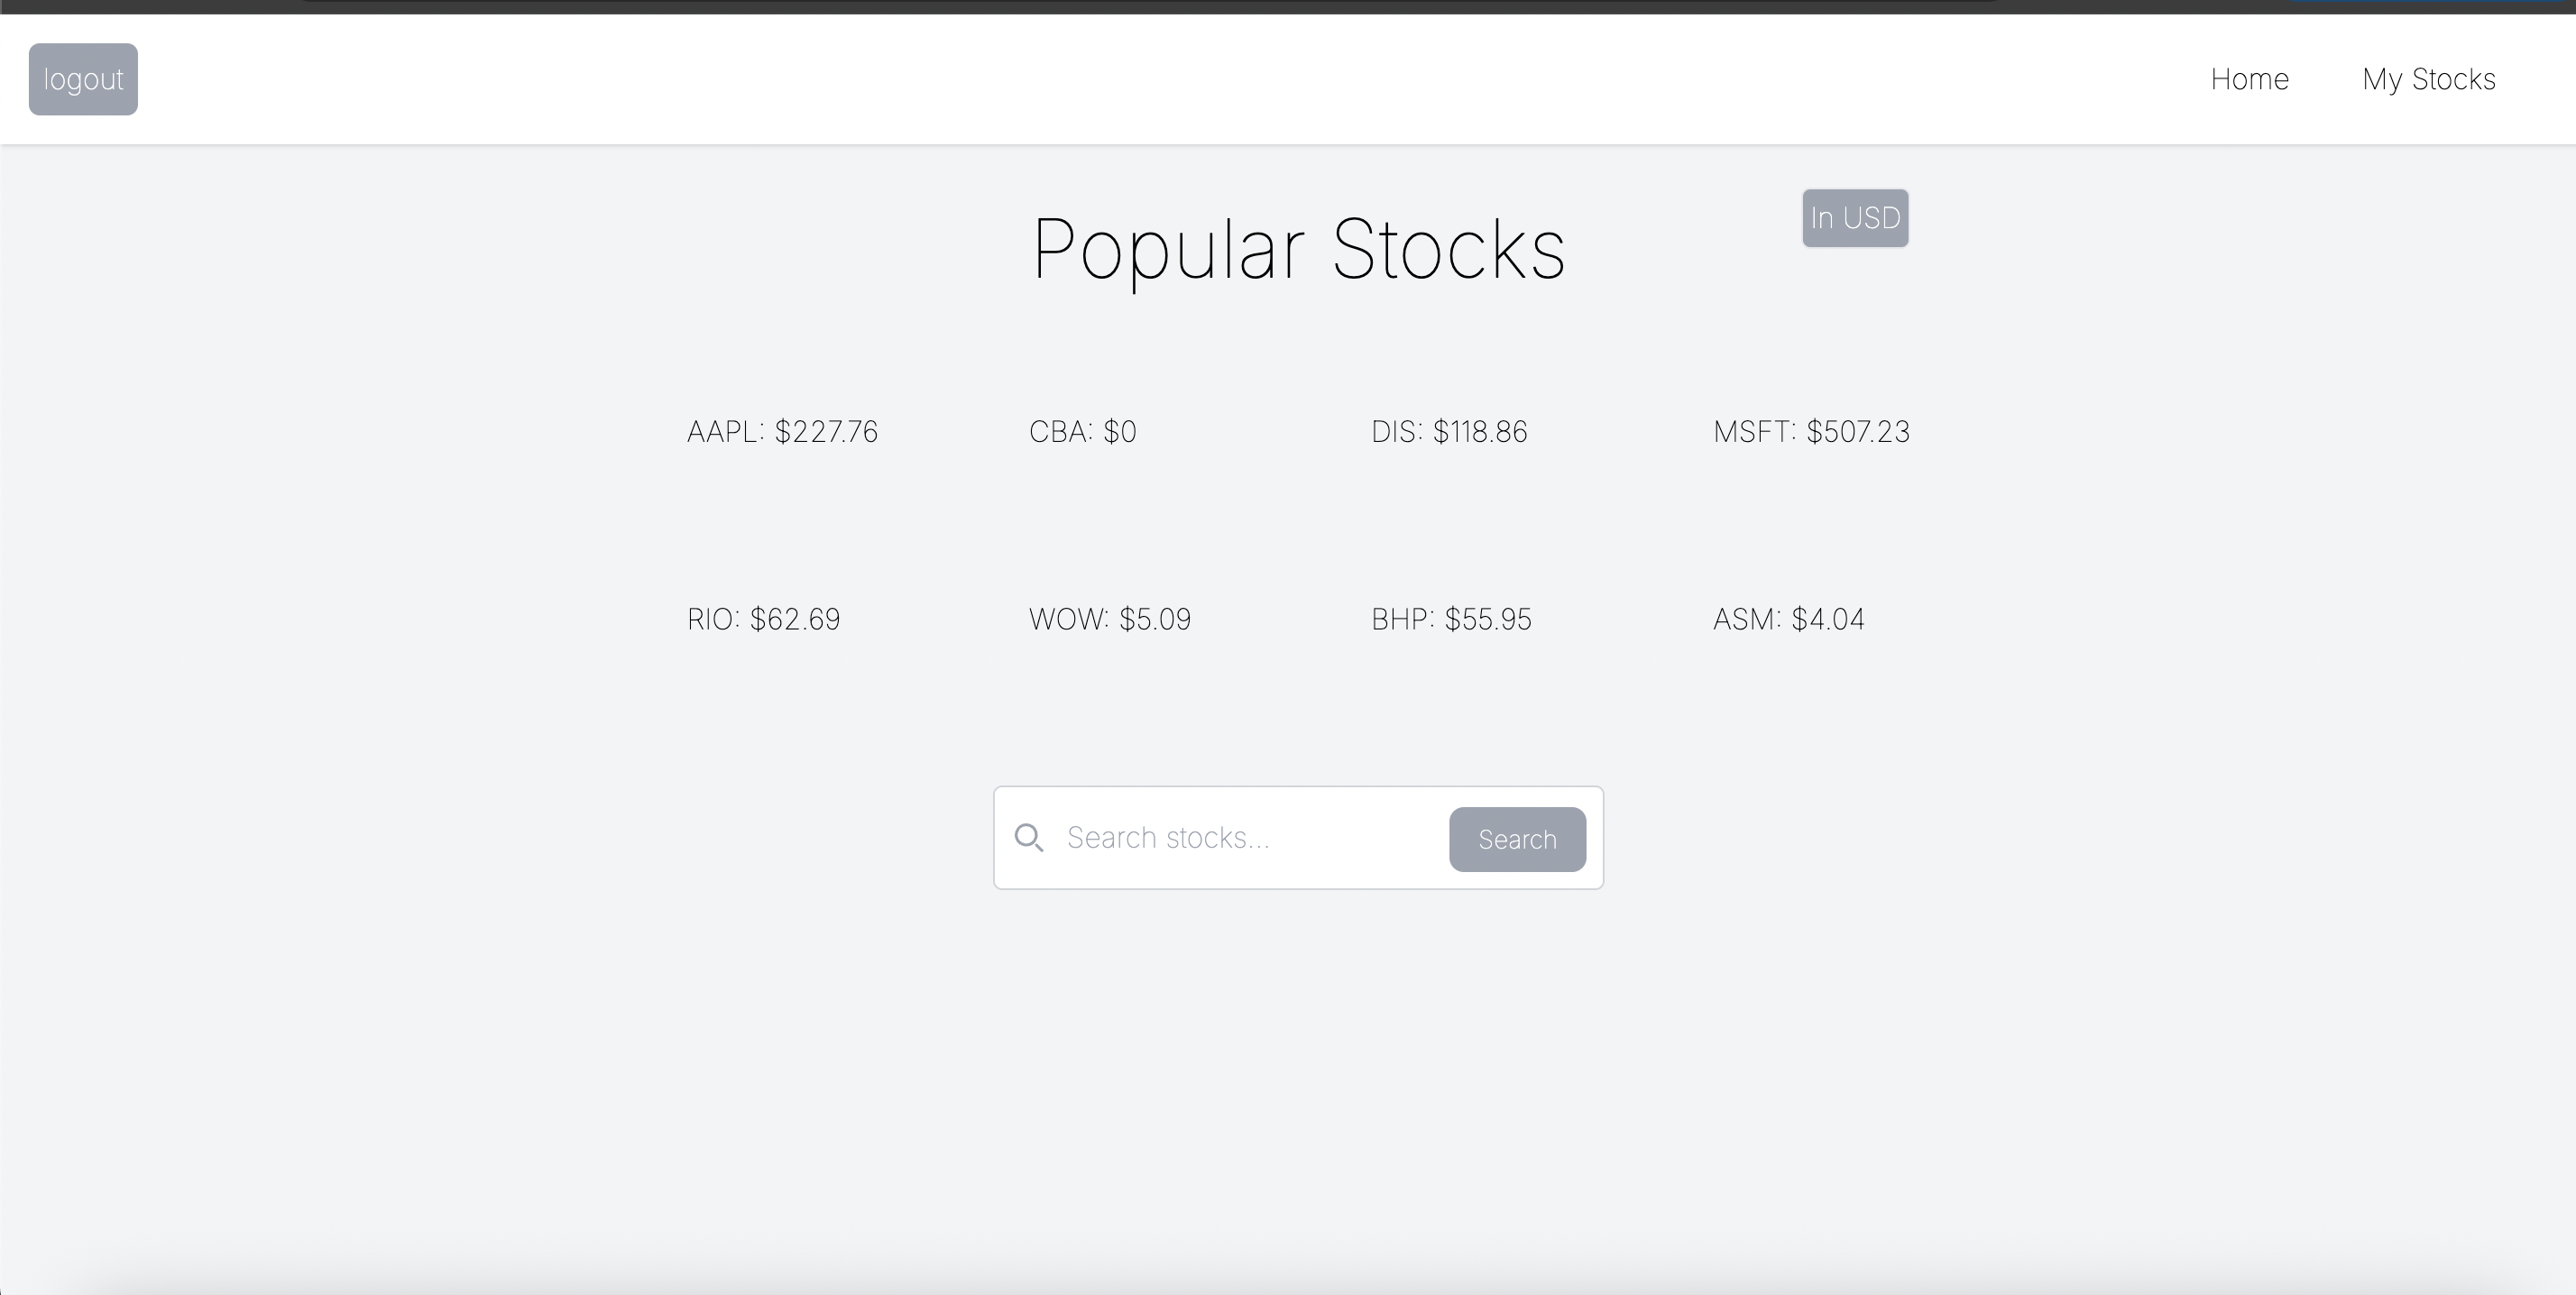 logout
Home
My Stocks
In USD
Popular Stocks
AAPL: $227.76
CBA: $0
DIS: $118.86
MSFT: $507.23
RIO: $62.69
WOW: $5.09
BHP: $55.95
ASM: $4.04
Search stocks...
Search